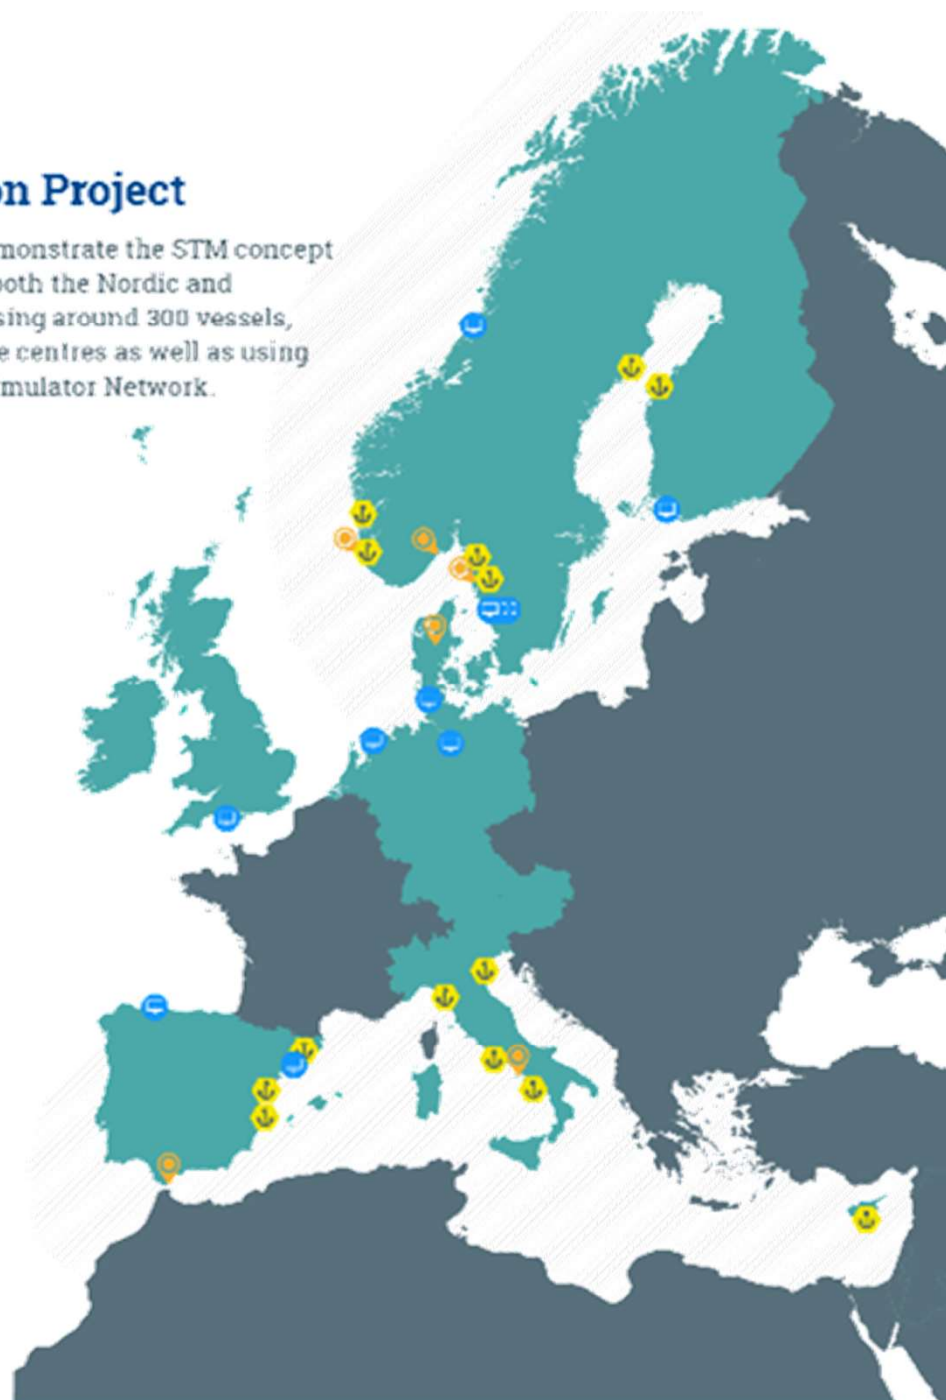 on Project
monstrate the STM concept
both the Nordic and
sing around 300 vessels,
e centres as well as using
mulator Network.